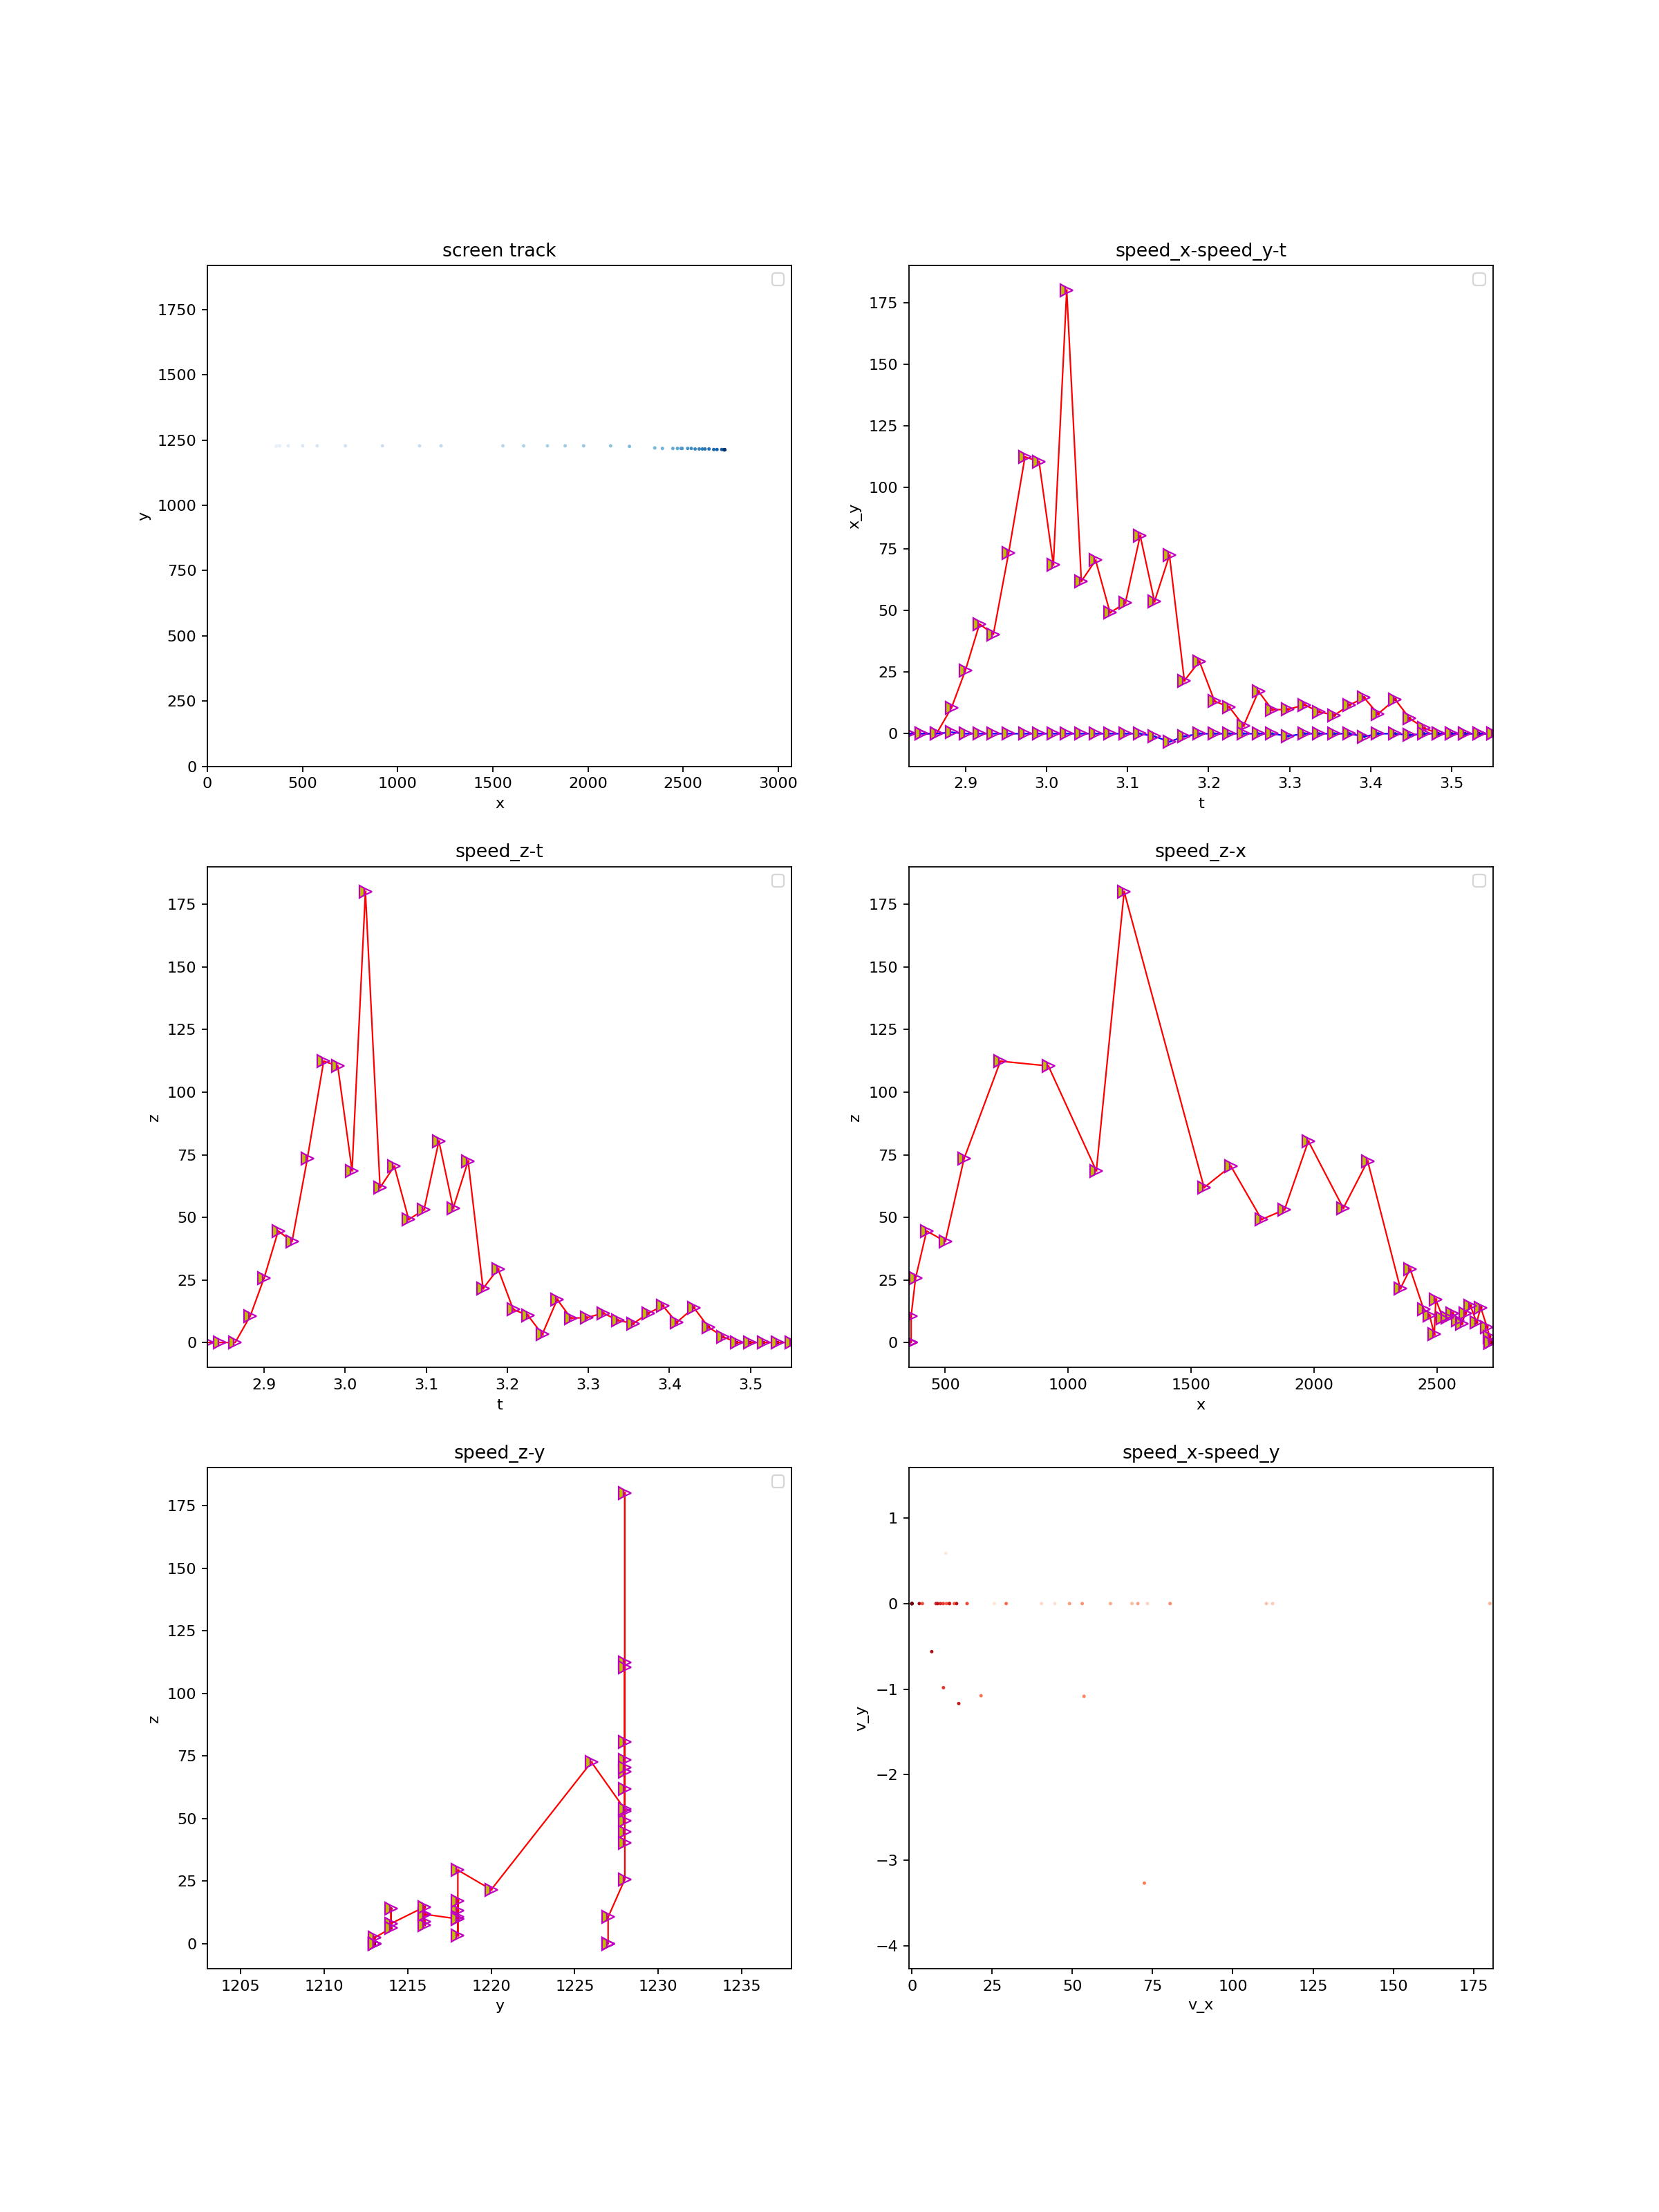 screen track
speed_x-speed_y-t
1750
1500
1250
1000
750
500
250
0
y
0 500 1000 1500 2000 2500 3000
x
175
150
125
100
75
50
25
0
x_y
2.9 3.0 3.1 3.2 3.3 3.4 3.5
t
speed_z-t
speed_z-x
175
150
125
100
75
50
25
0
z
2.9 3.0 3.1 3.2 3.3 3.4 3.5
t
175
150
125
100
75
50
25
0
z
500 1000 1500 2000 2500
x
speed_z-y
speed_x-speed_y
175
150
125
100
75
50
25
0
z
1205 1210 1215 1220 1225 1230 1235
y
1
0
−1
−2
−3
−4
v_y
0 25 50 75 100 125 150 175
v_x